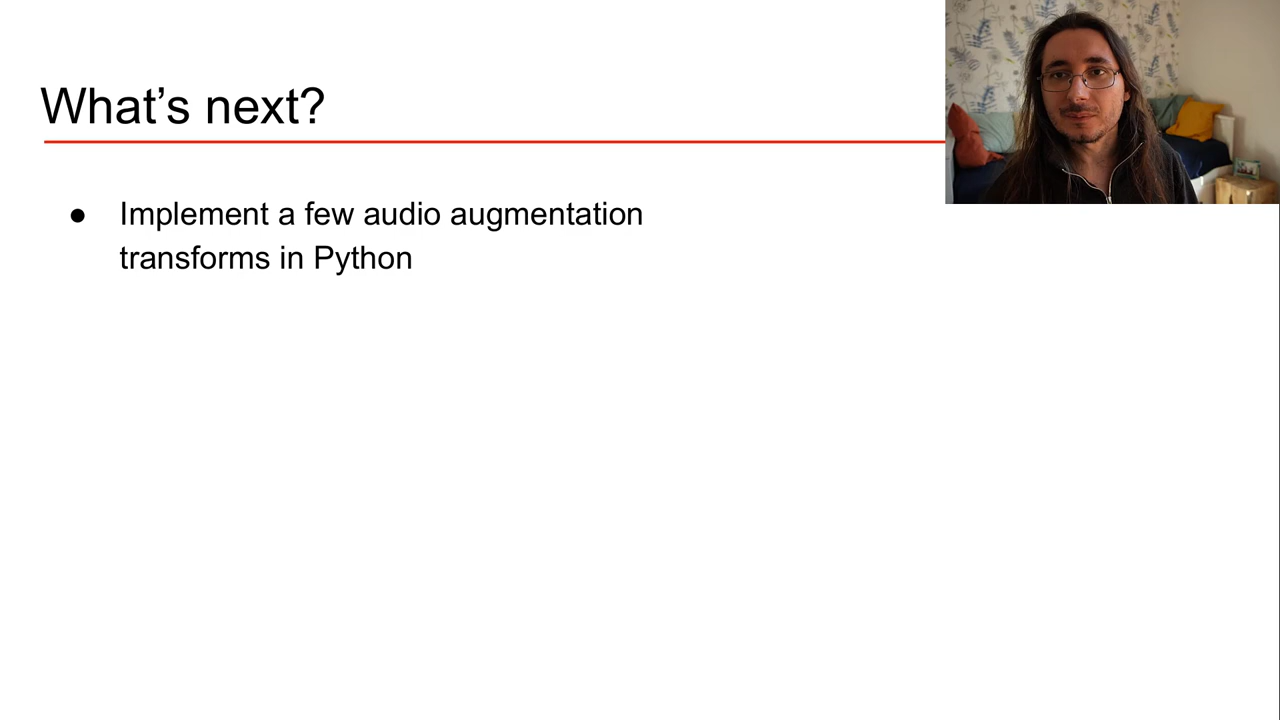 What’s next?
● Implement a few audio augmentation
transforms in Python